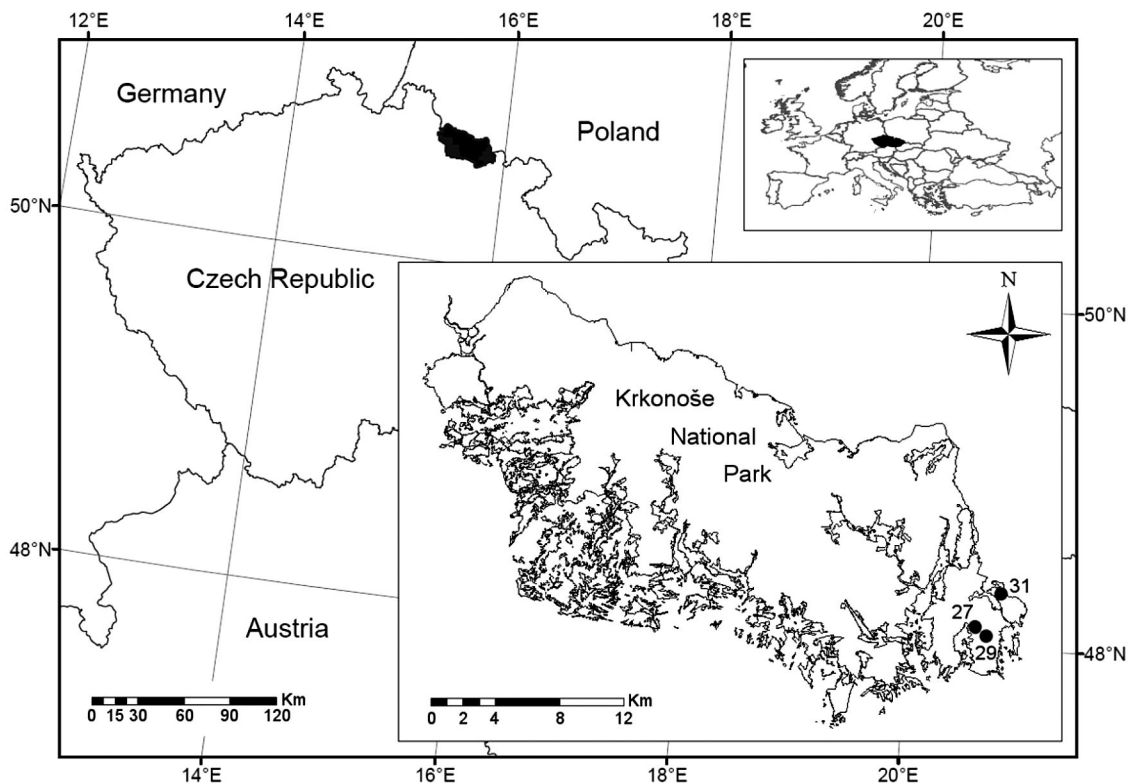 12°E 14°E 16°E 18°E 20°E
Germany
Poland
50°N
Czech Republic
N
50°N
Krkonoše
National
Park
48°N
31
27
29
48°N
Austria
Km
0 15 30 60 90 120
Km
0 2 4 8 12
14°E 16°E 18°E 20°E